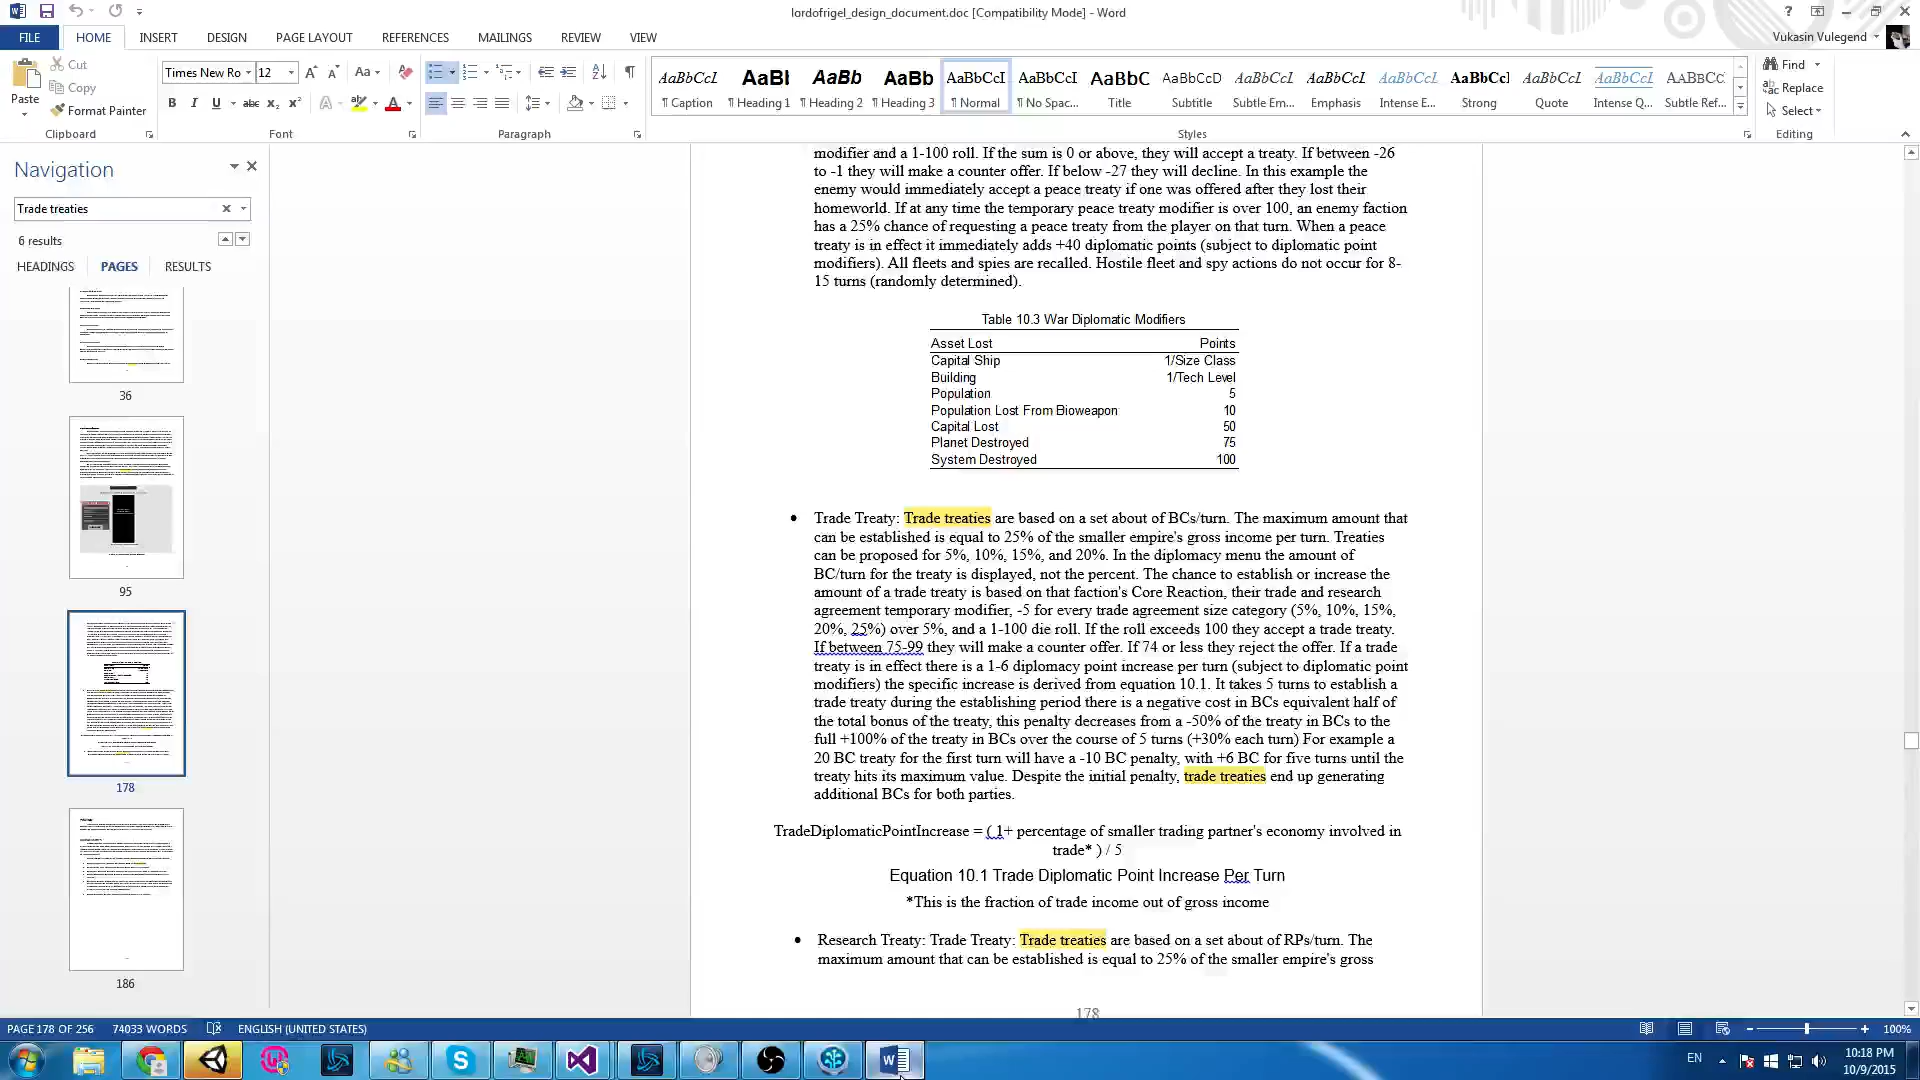 lordofrigel_design_document.doc [Compatibility Mode] - Word
FILE HOME INSERT DESIGN PAGE LAYOUT REFERENCES MAILINGS REVIEW VIEW
Vukasin Vulegend
Paste
Cut
Copy
Format Painter
Clipboard
Times New Ro 12
Font
Paragraph
AaBbCcI AaBbI AaBb AaBb AaBbCcI AaBbCcI AaBbC AaBbCcD AaBbCcI AaBbCcI AaBbCcI AaBbCcI AaBbCcI AaBbCcI AABBCC
¶ Caption ¶ Heading 1 ¶ Heading 2 ¶ Heading 3 ¶ Normal ¶ No Spac... Title Subtitle Subtle Em... Emphasis Intense E... Strong Quote Intense Q... Subtle Ref...
Styles
Find
Replace
Select
Editing
Navigation
Trade treaties
6 results
HEADINGS PAGES RESULTS
36
95
178
186
modifier and a 1-100 roll. If the sum is 0 or above, they will accept a treaty. If between -26
to -1 they will make a counter offer. If below -27 they will decline. In this example the
enemy would immediately accept a peace treaty if one was offered after they lost their
homeworld. If at any time the temporary peace treaty modifier is over 100, an enemy faction
has a 25% chance of requesting a peace treaty from the player on that turn. When a peace
treaty is in effect it immediately adds +40 diplomatic points (subject to diplomatic point
modifiers). All fleets and spies are recalled. Hostile fleet and spy actions do not occur for 8-
15 turns (randomly determined).
Table 10.3 War Diplomatic Modifiers
Asset Lost Points
Capital Ship 1/Size Class
Building 1/Tech Level
Population 5
Population Lost From Bioweapon 10
Capital Lost 50
Planet Destroyed 75
System Destroyed 100
• Trade Treaty: Trade treaties are based on a set about of BCs/turn. The maximum amount that
can be established is equal to 25% of the smaller empire's gross income per turn. Treaties
can be proposed for 5%, 10%, 15%, and 20%. In the diplomacy menu the amount of
BC/turn for the treaty is displayed, not the percent. The chance to establish or increase the
amount of a trade treaty is based on that faction's Core Reaction, their trade and research
agreement temporary modifier, -5 for every trade agreement size category (5%, 10%, 15%,
20%, 25%) over 5%, and a 1-100 die roll. If the roll exceeds 100 they accept a trade treaty.
If between 75-99 they will make a counter offer. If 74 or less they reject the offer. If a trade
treaty is in effect there is a 1-6 diplomacy point increase per turn (subject to diplomatic point
modifiers) the specific increase is derived from equation 10.1. It takes 5 turns to establish a
trade treaty during the establishing period there is a negative cost in BCs equivalent half of
the total bonus of the treaty, this penalty decreases from a -50% of the treaty in BCs to the
full +100% of the treaty in BCs over the course of 5 turns (+30% each turn) For example a
20 BC treaty for the first turn will have a -10 BC penalty, with +6 BC for five turns until the
treaty hits its maximum value. Despite the initial penalty, trade treaties end up generating
additional BCs for both parties.
TradeDiplomaticPointIncrease = ( 1+ percentage of smaller trading partner's economy involved in
trade* ) / 5
Equation 10.1 Trade Diplomatic Point Increase Per Turn
*This is the fraction of trade income out of gross income
• Research Treaty: Trade Treaty: Trade treaties are based on a set about of RPs/turn. The
maximum amount that can be established is equal to 25% of the smaller empire's gross
178
PAGE 178 OF 256 74033 WORDS ENGLISH (UNITED STATES) 100%
EN
10:18 PM
10/9/2015